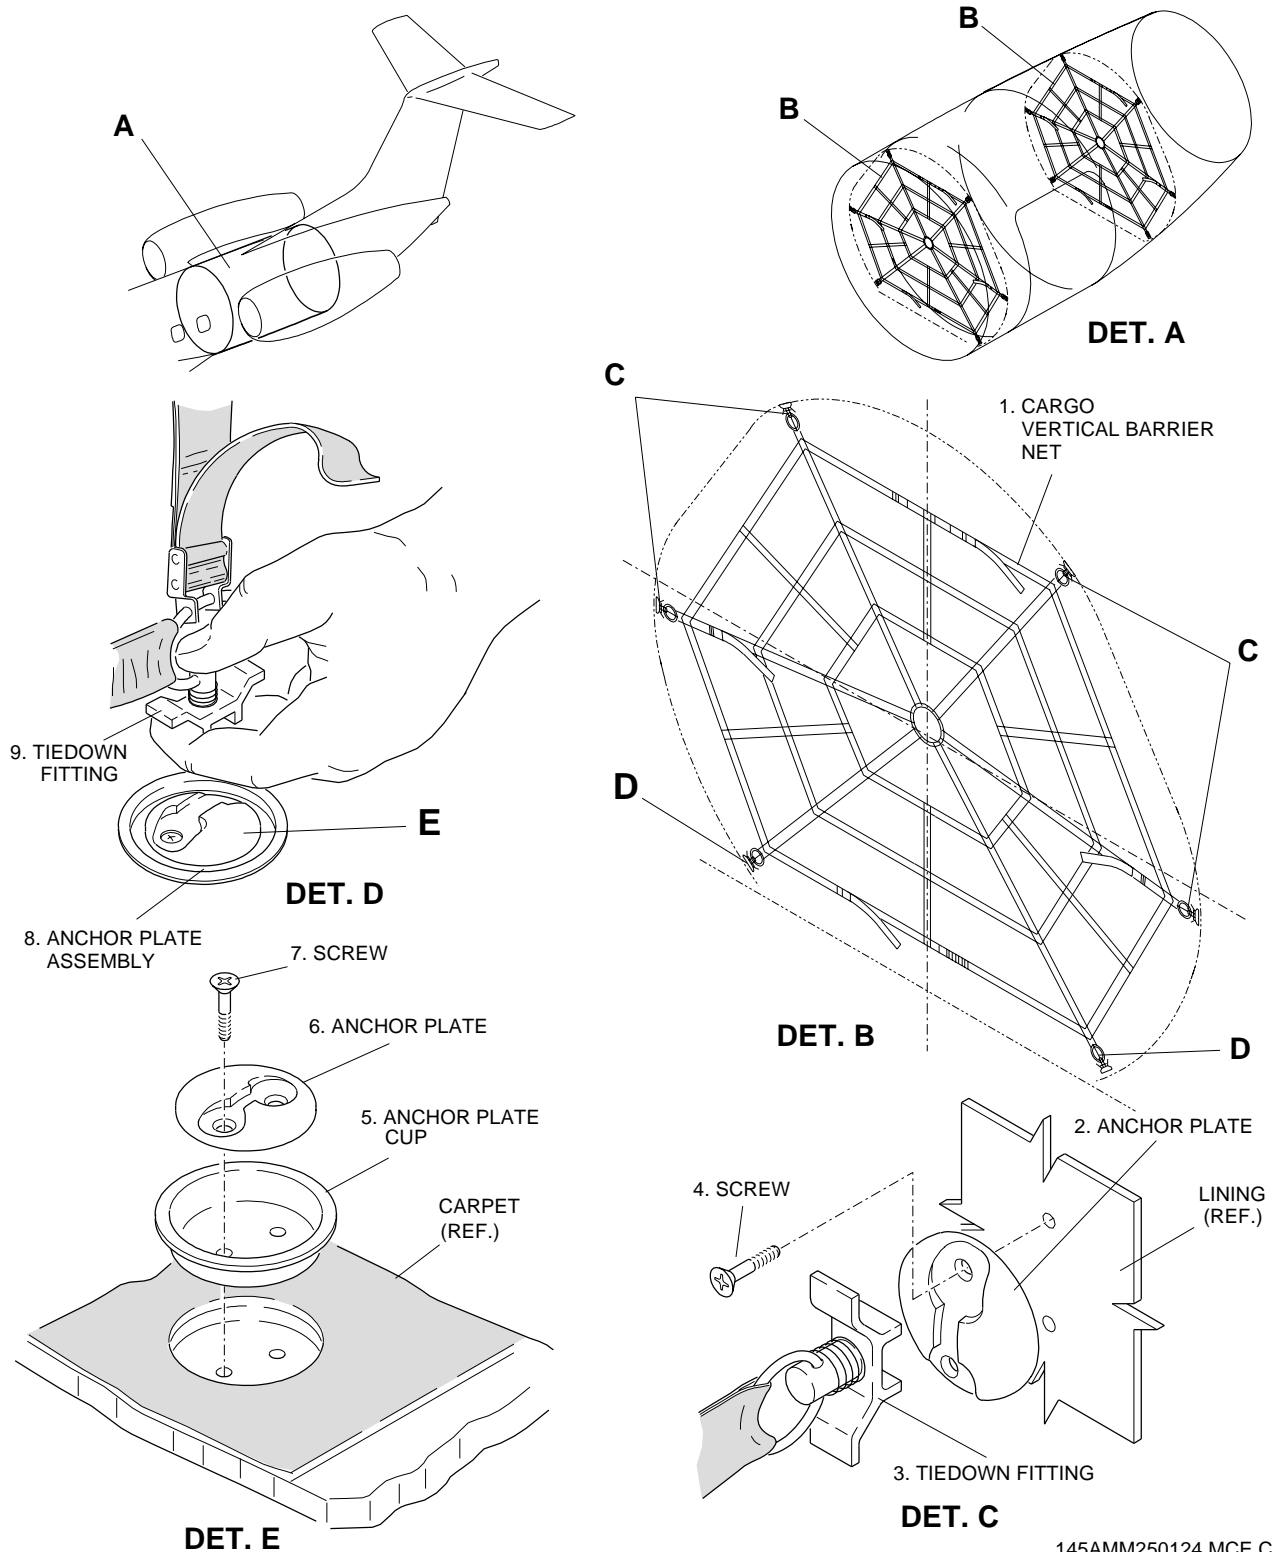 A
B
B
DET. A
C
1. CARGO
VERTICAL BARRIER
NET
C
D
D
DET. B
9. TIEDOWN
FITTING
E
DET. D
8. ANCHOR PLATE
ASSEMBLY
7. SCREW
6. ANCHOR PLATE
5. ANCHOR PLATE
CUP
CARPET
(REF.)
DET. E
2. ANCHOR PLATE
4. SCREW
LINING
(REF.)
3. TIEDOWN FITTING
DET. C
145AMM250124.MCE C